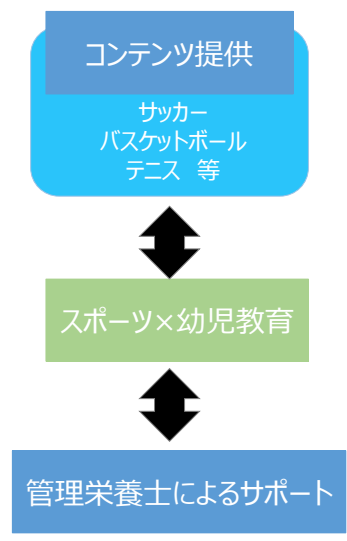 コンテンツ提供
サッカー
バスケットボール
テニス　等
スポーツ×幼児教育
管理栄養士によるサポート